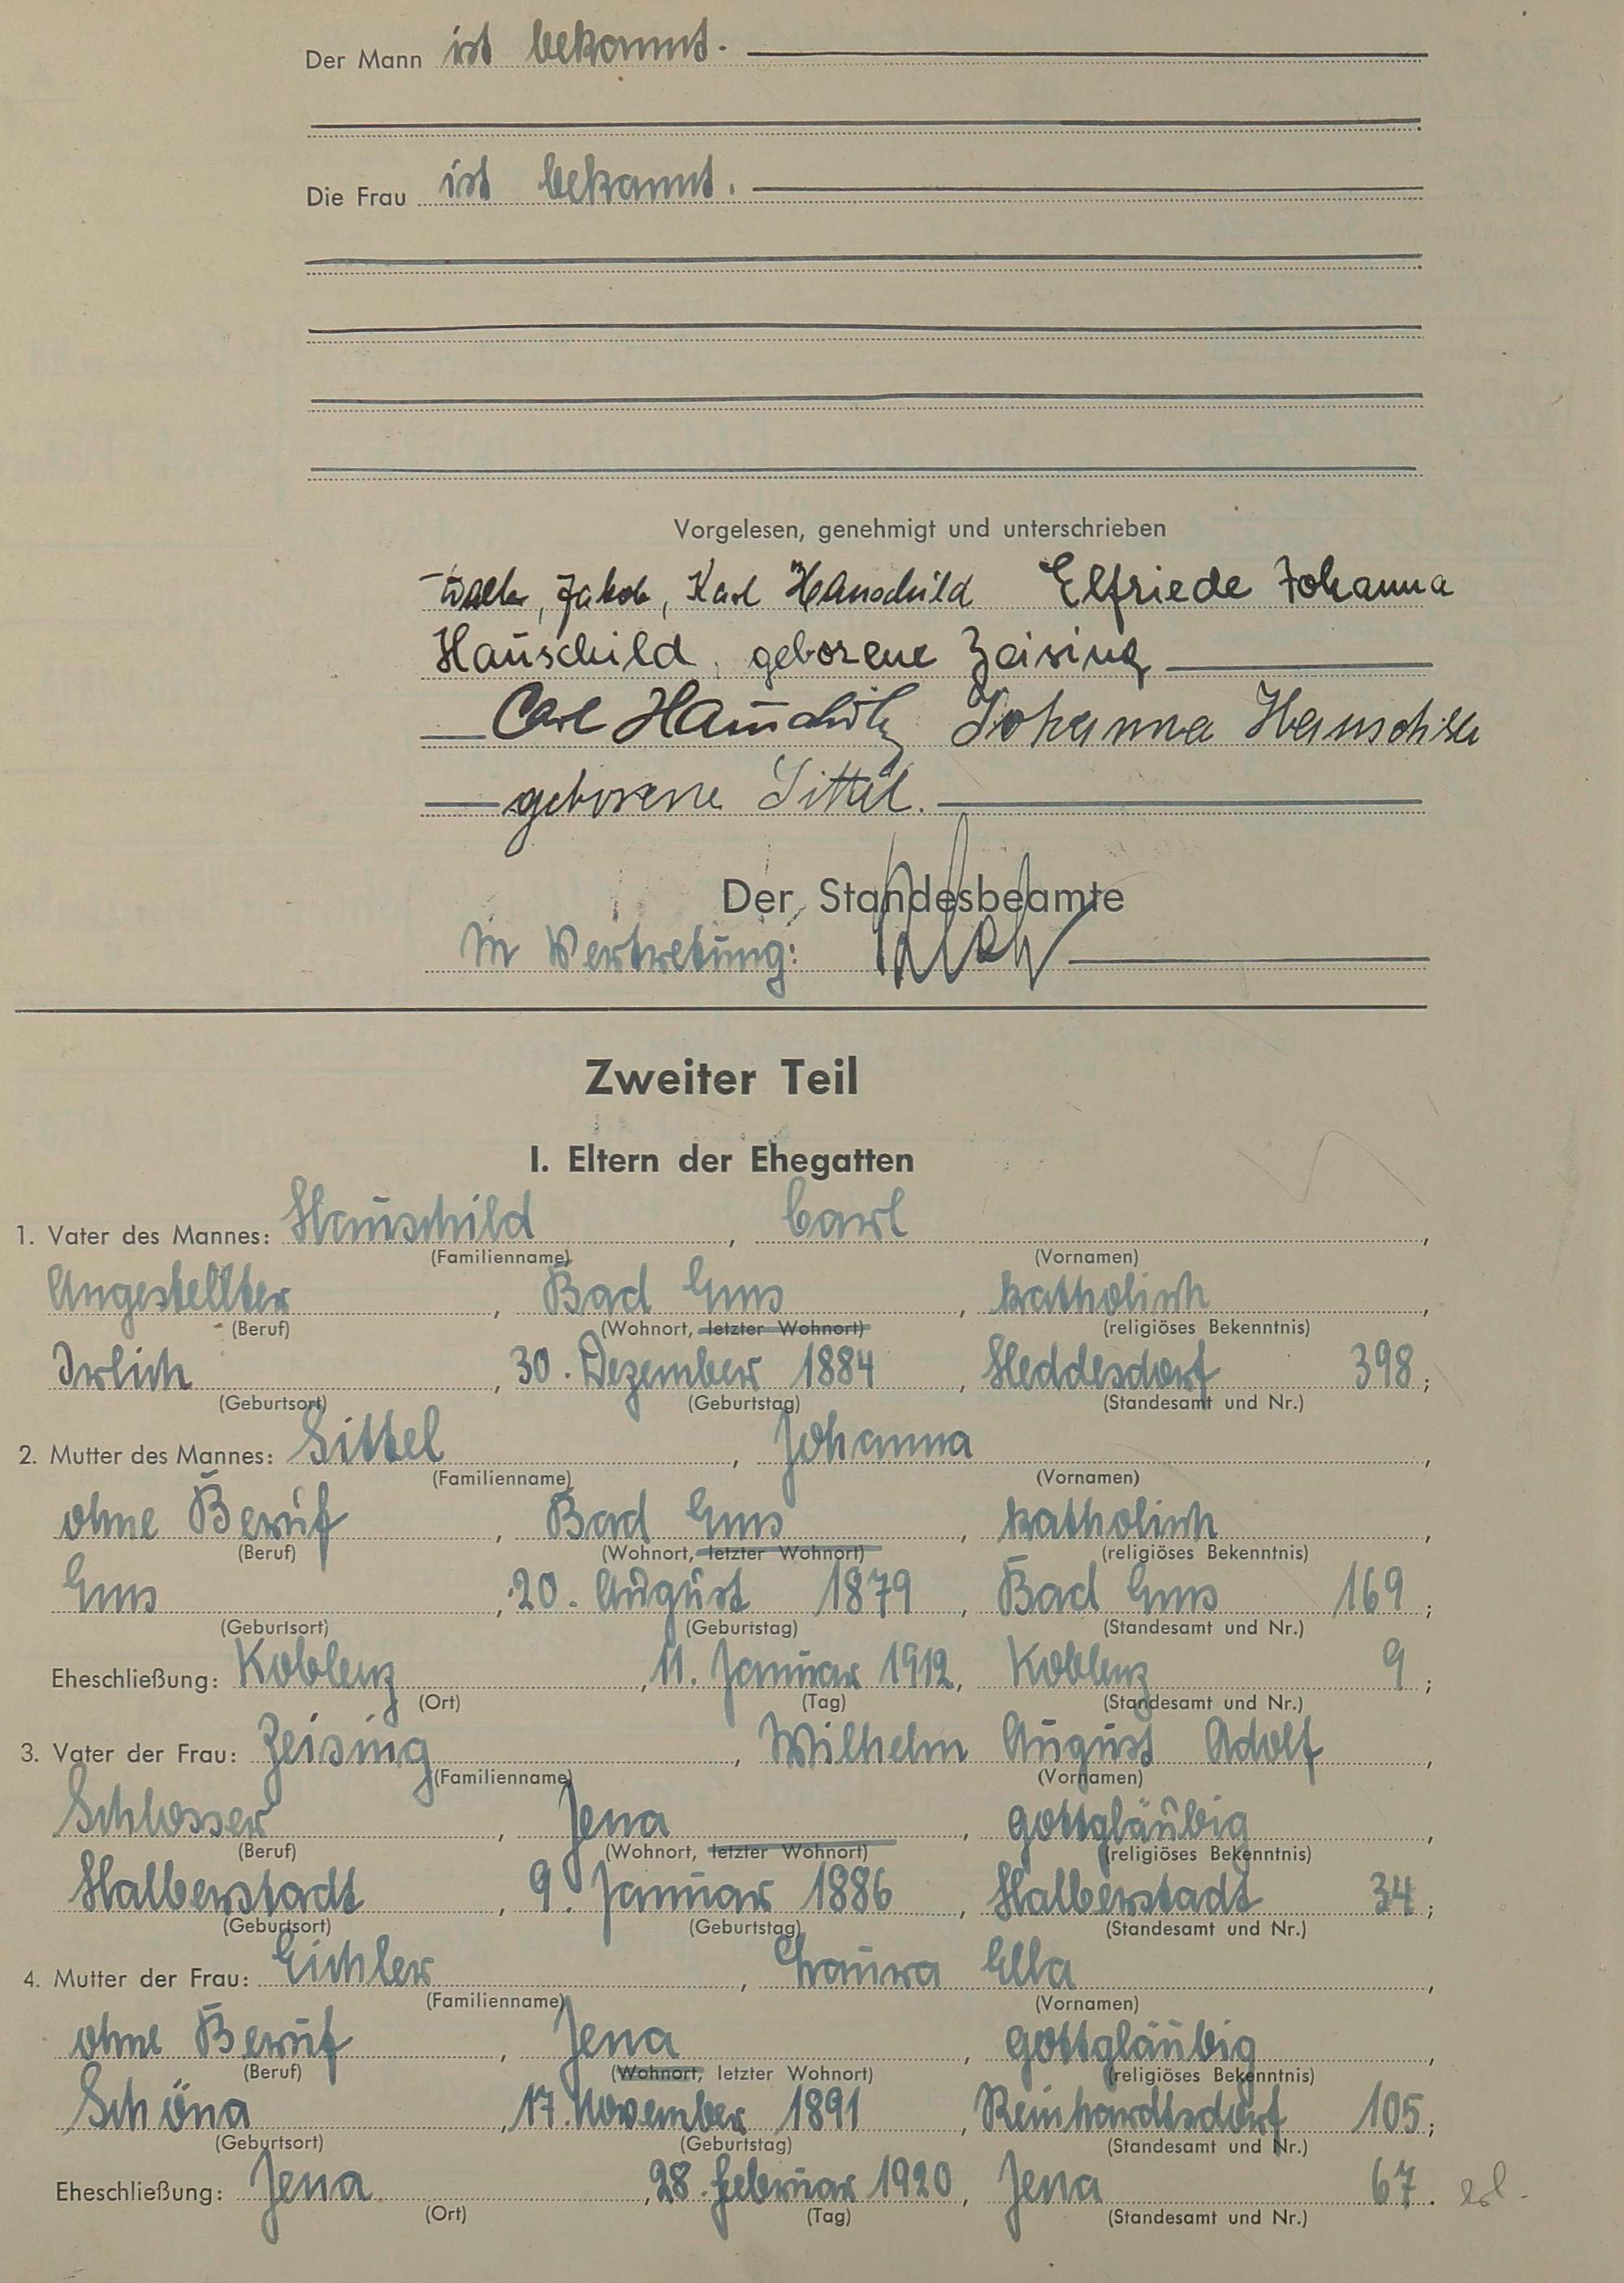 Der Mann ist bekannt.
Die Frau ist bekannt.
Vorgelesen, genehmigt und unterschrieben
Walter, Jakob, Karl Hauschild Elfriede Johanna
Hauschild, geborene Zeising
Carl Hauschild Johanna Hauschild
geborene Sittel.
Der Standesbeamte
In Vertretung:
Zweiter Teil
I. Eltern der Ehegatten
1. Vater des Mannes: Hauschild, Carl,
(Familienname) (Vornamen)
Angestellter, Bad Ems, katholisch,
(Beruf) (Wohnort, letzter Wohnort) (religiöses Bekenntnis)
Irlich, 30. Dezember 1884, Heddesdorf 398;
(Geburtsort) (Geburtstag) (Standesamt und Nr.)
2. Mutter des Mannes: Sittel, Johanna,
(Familienname) (Vornamen)
ohne Beruf, Bad Ems, katholisch,
(Beruf) (Wohnort, letzter Wohnort) (religiöses Bekenntnis)
Ems, 20. August 1879, Bad Ems 169;
(Geburtsort) (Geburtstag) (Standesamt und Nr.)
Eheschließung: Koblenz, 11. Januar 1912, Koblenz 9;
(Ort) (Tag) (Standesamt und Nr.)
3. Vater der Frau: Zeising, Wilhelm August Adolf,
(Familienname) (Vornamen)
Schlosser, Jena, gottgläubig,
(Beruf) (Wohnort, letzter Wohnort) (religiöses Bekenntnis)
Halberstadt, 9. Januar 1886, Halberstadt 34;
(Geburtsort) (Geburtstag) (Standesamt und Nr.)
4. Mutter der Frau: Eichler, Laura Ella,
(Familienname) (Vornamen)
ohne Beruf, Jena, gottgläubig,
(Beruf) (Wohnort, letzter Wohnort) (religiöses Bekenntnis)
Schöna, 17. November 1891, Reinhardtsdorf 105;
(Geburtsort) (Geburtstag) (Standesamt und Nr.)
Eheschließung: Jena, 28. Februar 1920, Jena 67.
(Ort) (Tag) (Standesamt und Nr.)